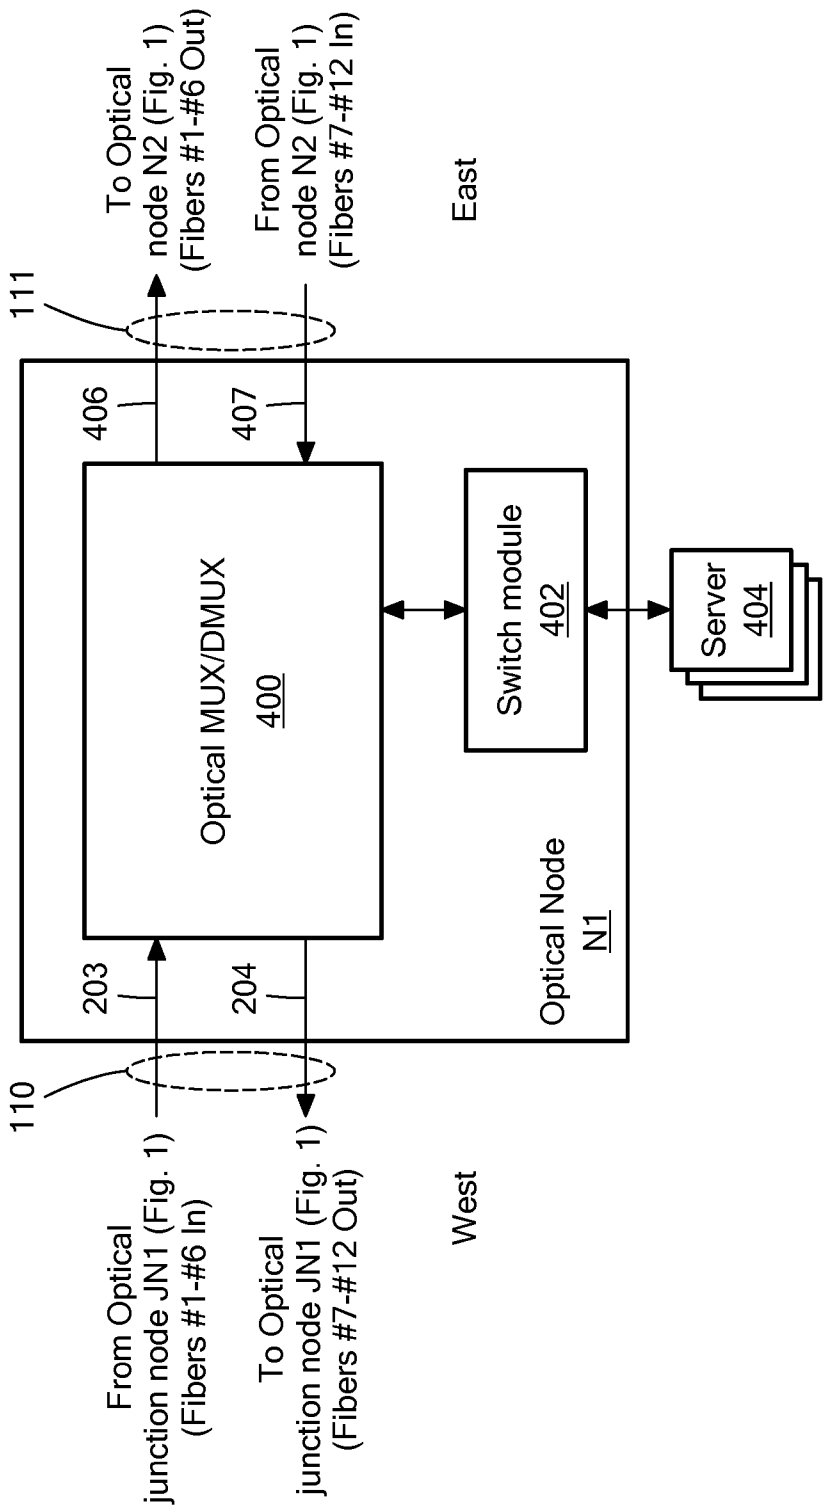 110
From Optical
junction node JN1 (Fig. 1)
(Fibers #1-#6 In)
To Optical
junction node JN1 (Fig. 1)
(Fibers #7-#12 Out)
West
203
204
Optical MUX/DMUX
400
Switch module
402
Optical Node
N1
Server
404
406
407
111
To Optical
node N2 (Fig. 1)
(Fibers #1-#6 Out)
From Optical
node N2 (Fig. 1)
(Fibers #7-#12 In)
East